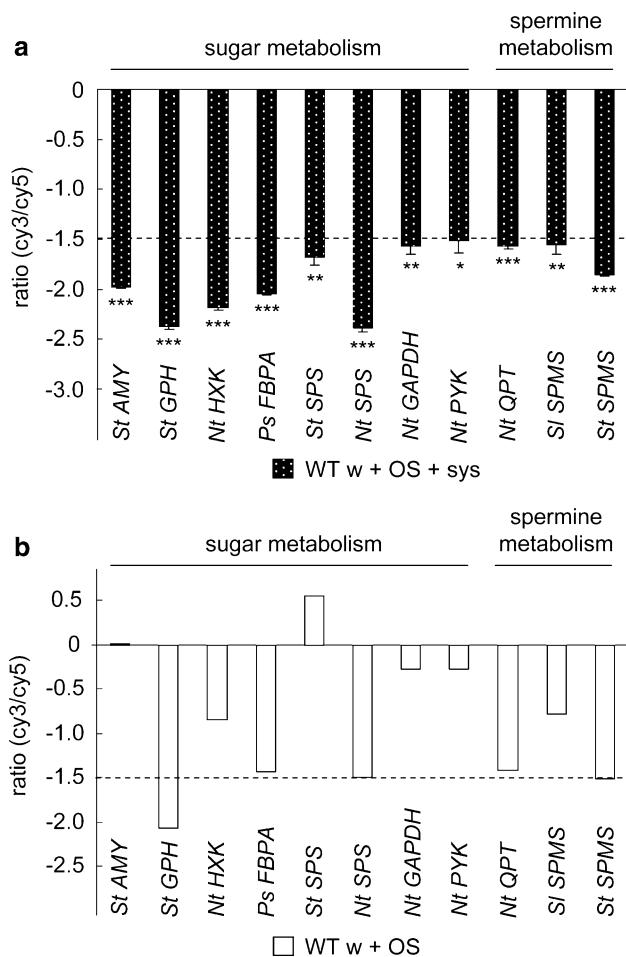 a
sugar metabolism
spermine
metabolism
ratio (cy3/cy5)
0
-0.5
-1.0
-1.5
-2.0
-2.5
-3.0
***
***
***
***
**
***
**
*
***
**
***
St AMY
St GPH
Nt HXK
Ps FBPA
St SPS
Nt SPS
Nt GAPDH
Nt PYK
Nt QPT
Sl SPMS
St SPMS
WT w + OS + sys
b
sugar metabolism
spermine
metabolism
ratio (cy3/cy5)
0.5
0
-0.5
-1.0
-1.5
-2.0
-2.5
St AMY
St GPH
Nt HXK
Ps FBPA
St SPS
Nt SPS
Nt GAPDH
Nt PYK
Nt QPT
Sl SPMS
St SPMS
WT w + OS